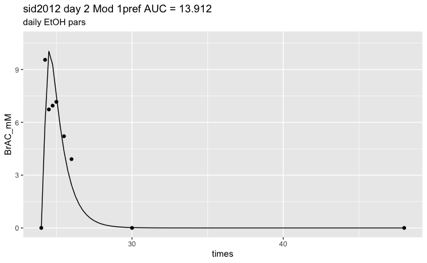 sid2012 day 2 Mod 1pref AUC = 13.912
daily EtOH pars
9
6
3
0
BrAC_mM
30
40
times